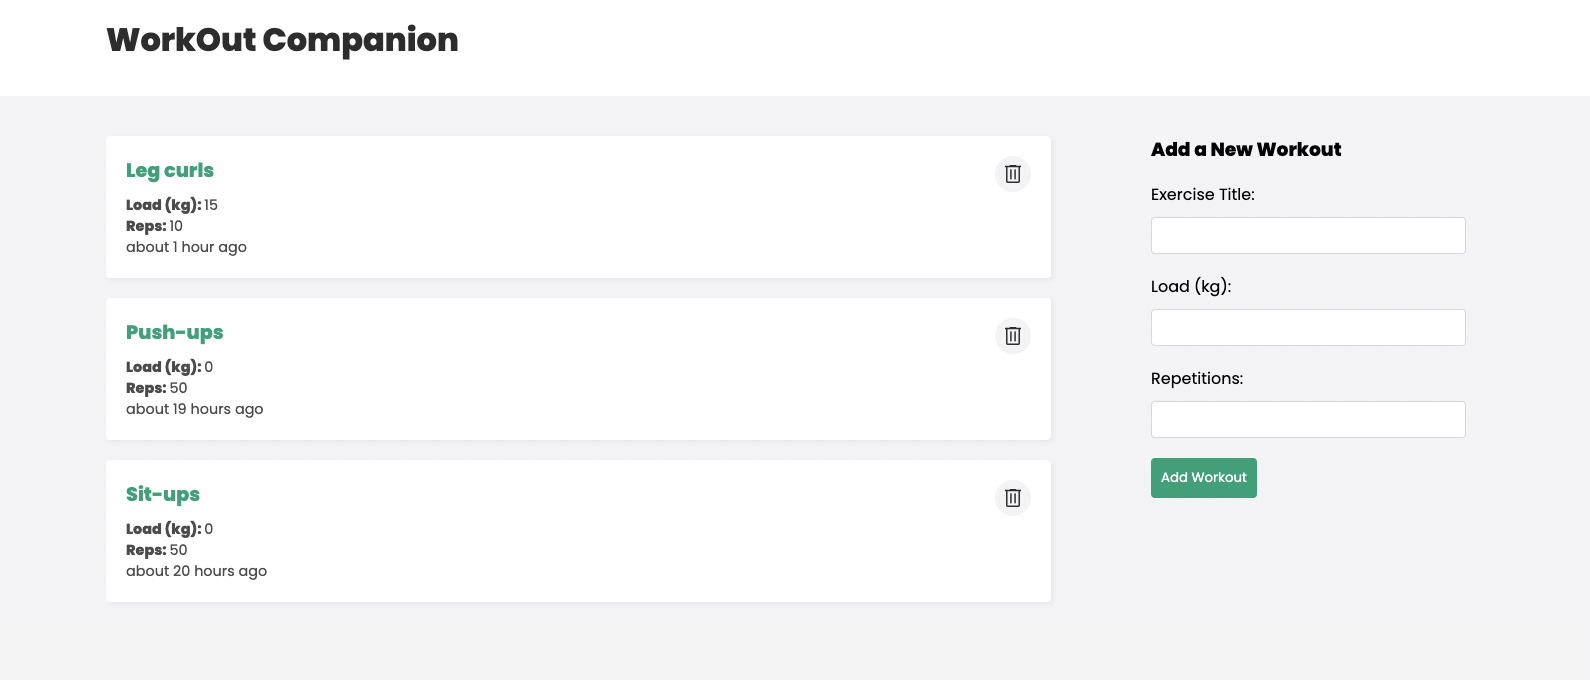 WorkOut Companion
Leg curls
Load (kg): 15
Reps: 10
about 1 hour ago
Push-ups
Load (kg): 0
Reps: 50
about 19 hours ago
Sit-ups
Load (kg): 0
Reps: 50
about 20 hours ago
Add a New Workout
Exercise Title:
Load (kg):
Repetitions:
Add Workout